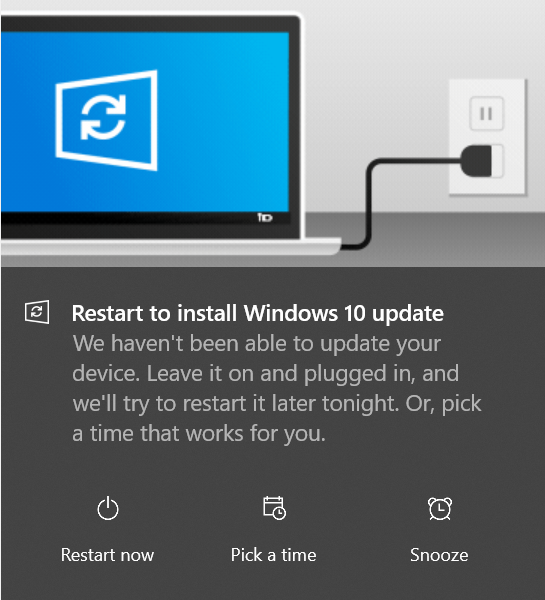 Restart to install Windows 10 update
We haven't been able to update your
device. Leave it on and plugged in, and
we'll try to restart it later tonight. Or, pick
a time that works for you.
Restart now
Pick a time
Snooze